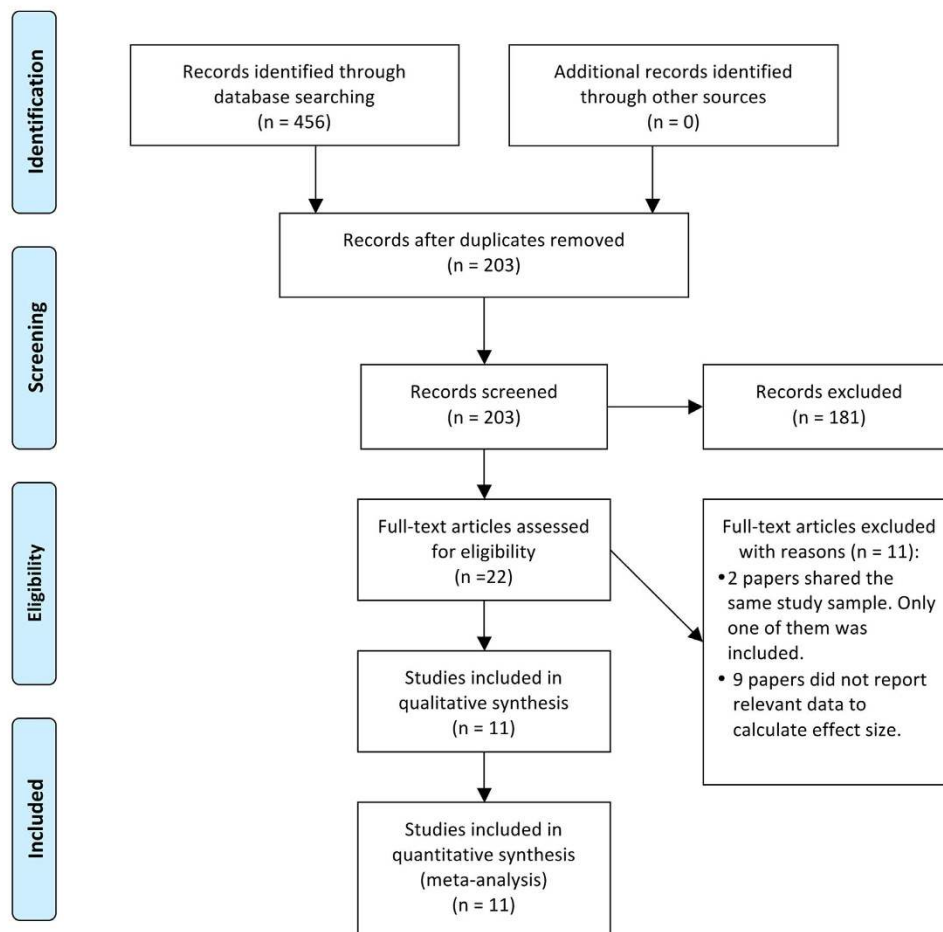 Identification
Records identified through
database searching
(n = 456)
Additional records identified
through other sources
(n = 0)
Records after duplicates removed
(n = 203)
Screening
Records screened
(n = 203)
Records excluded
(n = 181)
Eligibility
Full-text articles assessed
for eligibility
(n =22)
Full-text articles excluded
with reasons (n = 11):
•2 papers shared the
same study sample. Only
one of them was
included.
• 9 papers did not report
relevant data to
calculate effect size.
Studies included in
qualitative synthesis
(n = 11)
Included
Studies included in
quantitative synthesis
(meta-analysis)
(n = 11)